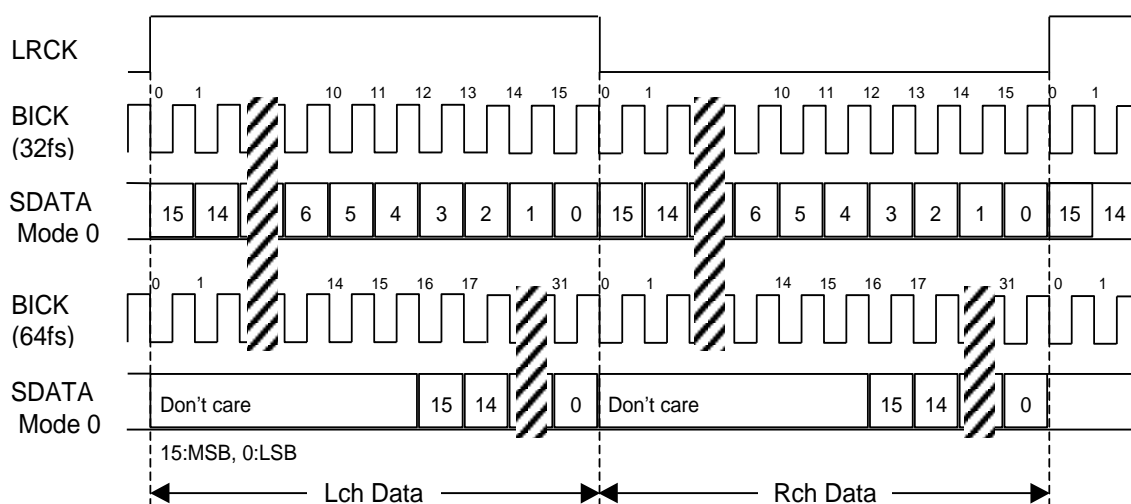 LRCK
0 1 10 11 12 13 14 15 0 1 10 11 12 13 14 15 0 1
BICK
(32fs)
SDATA
Mode 0
15 14 6 5 4 3 2 1 0 15 14 6 5 4 3 2 1 0 15 14
0 1 14 15 16 17 31 0 1 14 15 16 17 31 0 1
BICK
(64fs)
SDATA
Mode 0
Don't care 15 14 0 Don't care 15 14 0
15:MSB, 0:LSB
Lch Data Rch Data